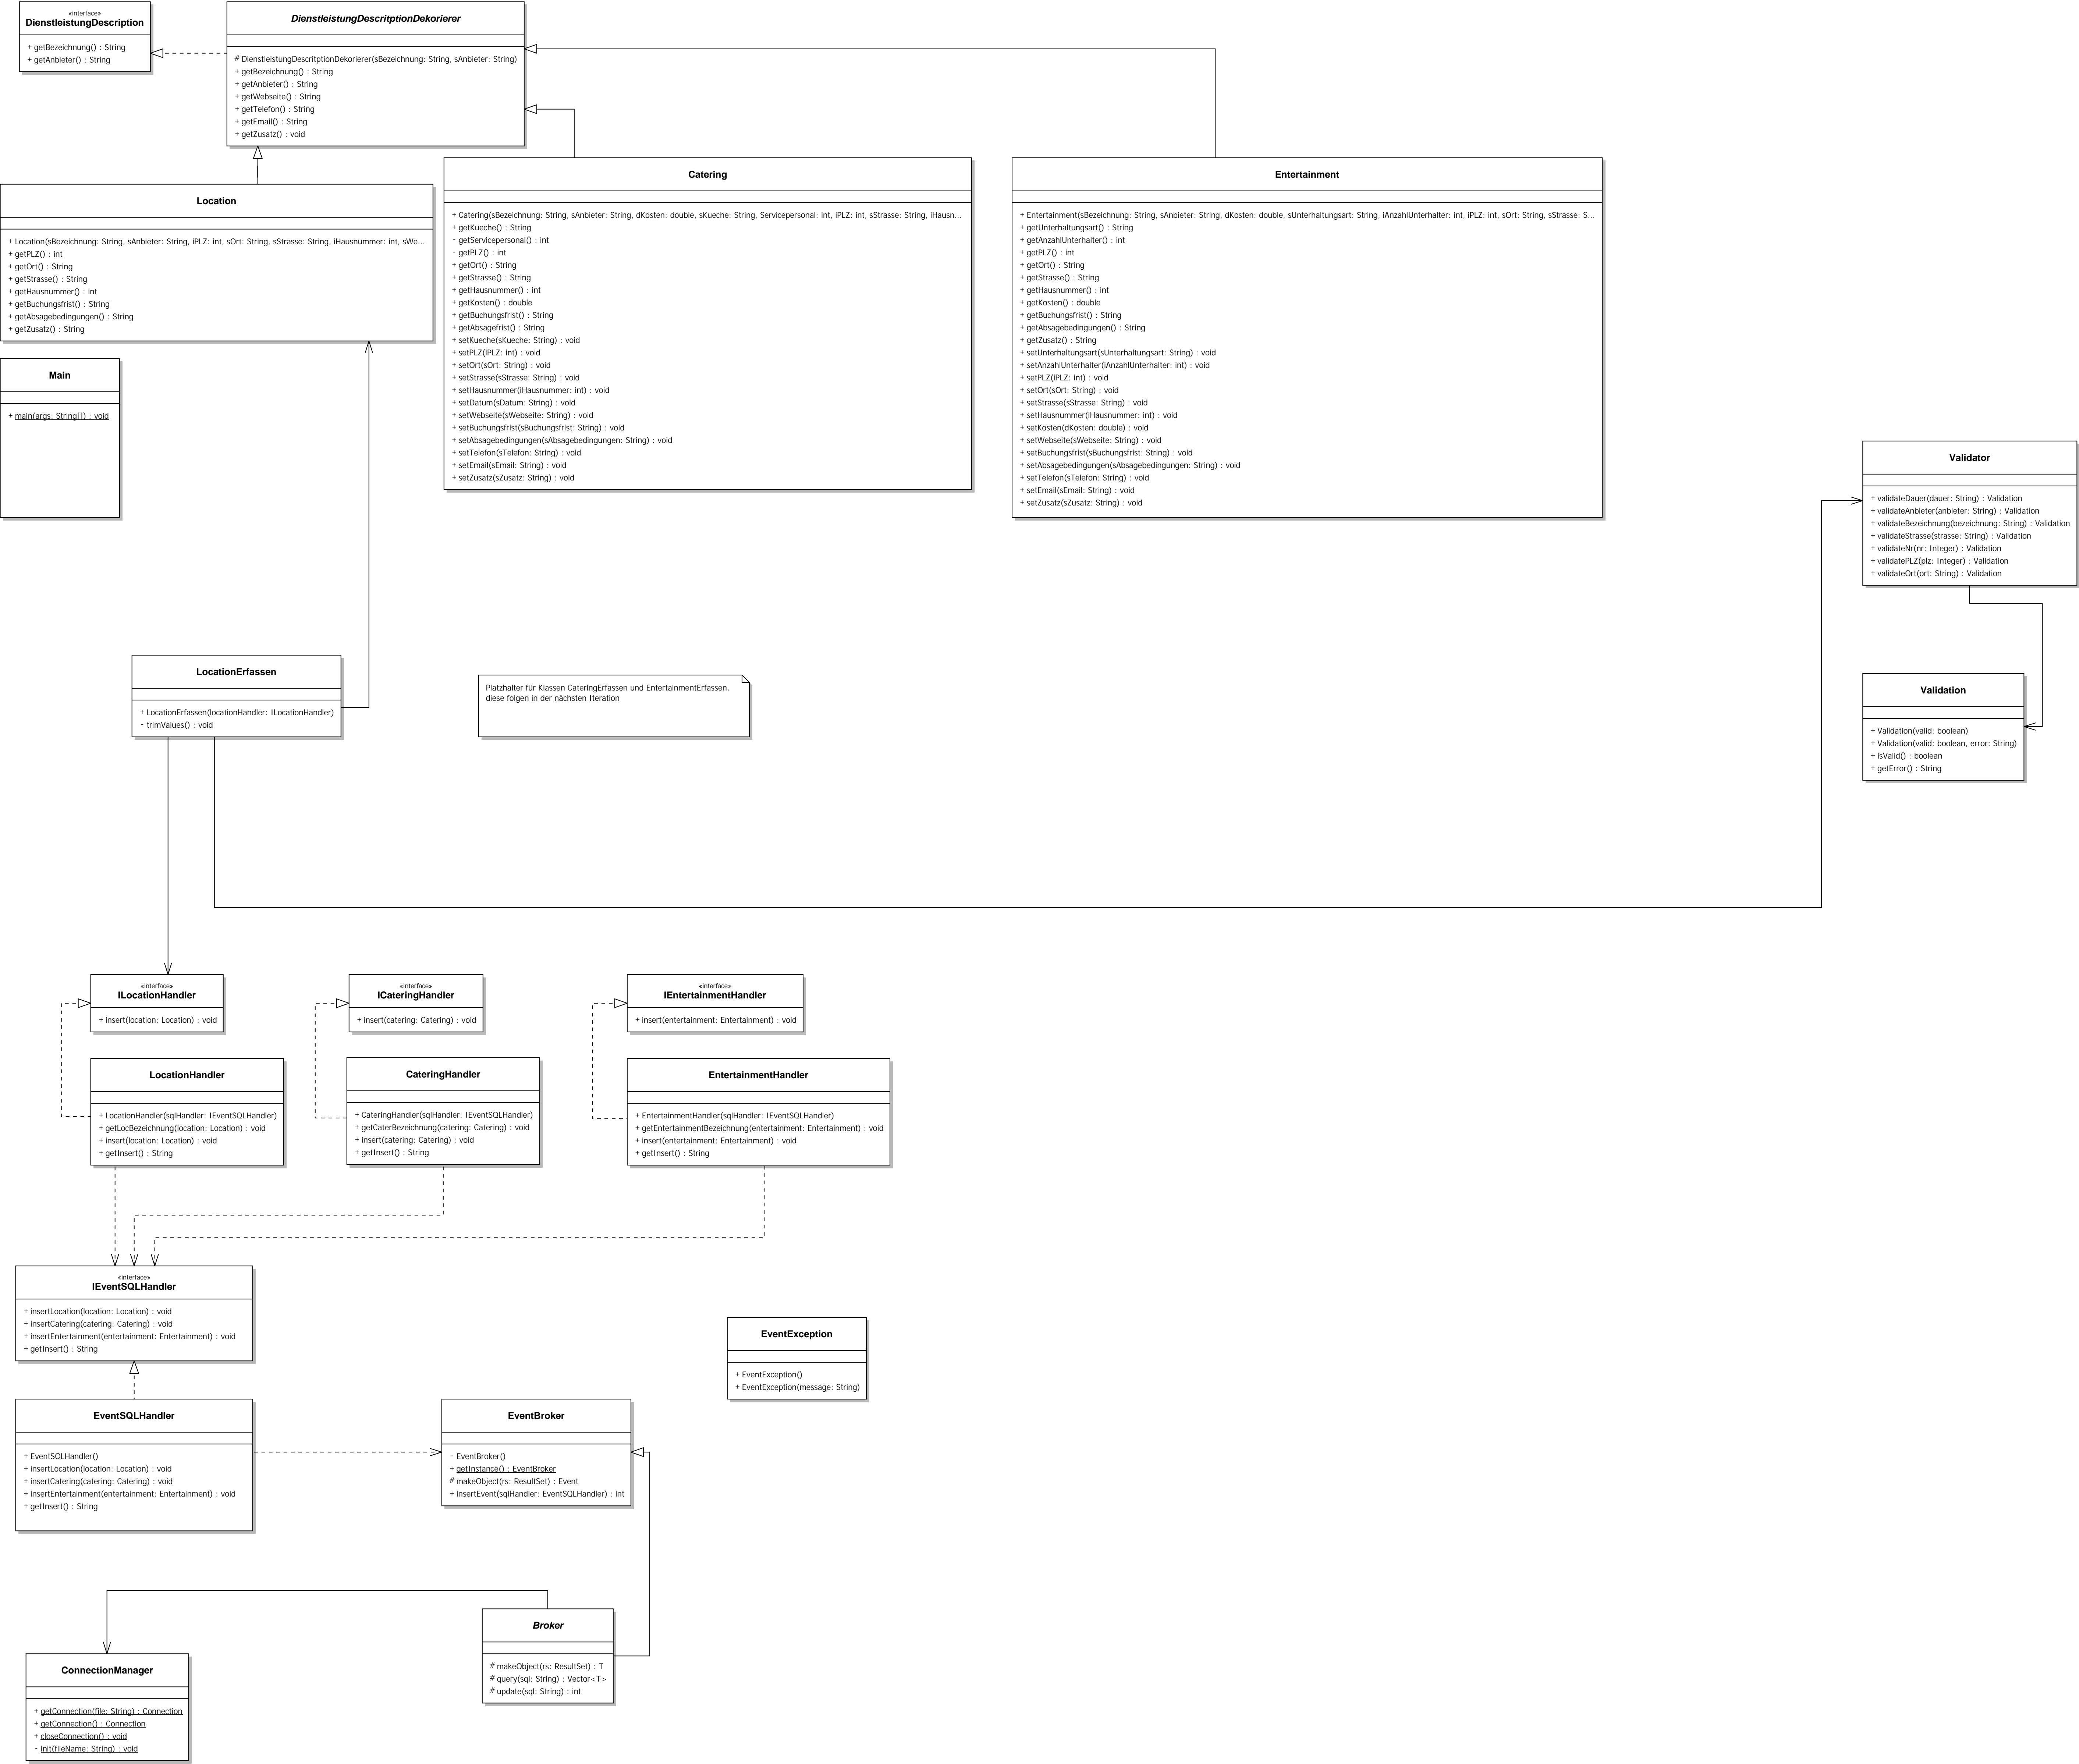 «interface»
DienstleistungDescription
+ getBezeichnung() : String
+ getAnbieter() : String
DienstleistungDescritptionDekorierer
# DienstleistungDescritptionDekorierer(sBezeichnung: String, sAnbieter: String)
+ getBezeichnung() : String
+ getAnbieter() : String
+ getWebseite() : String
+ getTelefon() : String
+ getEmail() : String
+ getZusatz() : void
Location
+ Location(sBezeichnung: String, sAnbieter: String, iPLZ: int, sOrt: String, sStrasse: String, iHausnummer: int, sWe...
+ getPLZ() : int
+ getOrt() : String
+ getStrasse() : String
+ getHausnummer() : int
+ getBuchungsfrist() : String
+ getAbsagebedingungen() : String
+ getZusatz() : String
Catering
+ Catering(sBezeichnung: String, sAnbieter: String, dKosten: double, sKueche: String, Servicepersonal: int, iPLZ: int, sStrasse: String, iHausn...
+ getKueche() : String
- getServicepersonal() : int
- getPLZ() : int
+ getOrt() : String
+ getStrasse() : String
+ getHausnummer() : int
+ getKosten() : double
+ getBuchungsfrist() : String
+ getAbsagefrist() : String
+ setKueche(sKueche: String) : void
+ setPLZ(iPLZ: int) : void
+ setOrt(sOrt: String) : void
+ setStrasse(sStrasse: String) : void
+ setHausnummer(iHausnummer: int) : void
+ setDatum(sDatum: String) : void
+ setWebseite(sWebseite: String) : void
+ setBuchungsfrist(sBuchungsfrist: String) : void
+ setAbsagebedingungen(sAbsagebedingungen: String) : void
+ setTelefon(sTelefon: String) : void
+ setEmail(sEmail: String) : void
+ setZusatz(sZusatz: String) : void
Entertainment
+ Entertainment(sBezeichnung: String, sAnbieter: String, dKosten: double, sUnterhaltungsart: String, iAnzahlUnterhalter: int, iPLZ: int, sOrt: String, sStrasse: S...
+ getUnterhaltungsart() : String
+ getAnzahlUnterhalter() : int
+ getPLZ() : int
+ getOrt() : String
+ getStrasse() : String
+ getHausnummer() : int
+ getKosten() : double
+ getBuchungsfrist() : String
+ getAbsagebedingungen() : String
+ getZusatz() : String
+ setUnterhaltungsart(sUnterhaltungsart: String) : void
+ setAnzahlUnterhalter(iAnzahlUnterhalter: int) : void
+ setPLZ(iPLZ: int) : void
+ setOrt(sOrt: String) : void
+ setStrasse(sStrasse: String) : void
+ setHausnummer(iHausnummer: int) : void
+ setKosten(dKosten: double) : void
+ setWebseite(sWebseite: String) : void
+ setBuchungsfrist(sBuchungsfrist: String) : void
+ setAbsagebedingungen(sAbsagebedingungen: String) : void
+ setTelefon(sTelefon: String) : void
+ setEmail(sEmail: String) : void
+ setZusatz(sZusatz: String) : void
Main
+ main(args: String[]) : void
Validator
+ validateDauer(dauer: String) : Validation
+ validateAnbieter(anbieter: String) : Validation
+ validateBezeichnung(bezeichnung: String) : Validation
+ validateStrasse(strasse: String) : Validation
+ validateNr(nr: Integer) : Validation
+ validatePLZ(plz: Integer) : Validation
+ validateOrt(ort: String) : Validation
LocationErfassen
+ LocationErfassen(locationHandler: ILocationHandler)
- trimValues() : void
Platzhalter für Klassen CateringErfassen und EntertainmentErfassen,
diese folgen in der nächsten Iteration
Validation
+ Validation(valid: boolean)
+ Validation(valid: boolean, error: String)
+ isValid() : boolean
+ getError() : String
«interface»
ILocationHandler
+ insert(location: Location) : void
«interface»
ICateringHandler
+ insert(catering: Catering) : void
«interface»
IEntertainmentHandler
+ insert(entertainment: Entertainment) : void
LocationHandler
+ LocationHandler(sqlHandler: IEventSQLHandler)
+ getLocBezeichnung(location: Location) : void
+ insert(location: Location) : void
+ getInsert() : String
CateringHandler
+ CateringHandler(sqlHandler: IEventSQLHandler)
+ getCaterBezeichnung(catering: Catering) : void
+ insert(catering: Catering) : void
+ getInsert() : String
EntertainmentHandler
+ EntertainmentHandler(sqlHandler: IEventSQLHandler)
+ getEntertainmentBezeichnung(entertainment: Entertainment) : void
+ insert(entertainment: Entertainment) : void
+ getInsert() : String
«interface»
IEventSQLHandler
+ insertLocation(location: Location) : void
+ insertCatering(catering: Catering) : void
+ insertEntertainment(entertainment: Entertainment) : void
+ getInsert() : String
EventException
+ EventException()
+ EventException(message: String)
EventSQLHandler
+ EventSQLHandler()
+ insertLocation(location: Location) : void
+ insertCatering(catering: Catering) : void
+ insertEntertainment(entertainment: Entertainment) : void
+ getInsert() : String
EventBroker
- EventBroker()
+ getInstance() : EventBroker
# makeObject(rs: ResultSet) : Event
+ insertEvent(sqlHandler: EventSQLHandler) : int
Broker
# makeObject(rs: ResultSet) : T
# query(sql: String) : Vector<T>
# update(sql: String) : int
ConnectionManager
+ getConnection(file: String) : Connection
+ getConnection() : Connection
+ closeConnection() : void
- init(fileName: String) : void